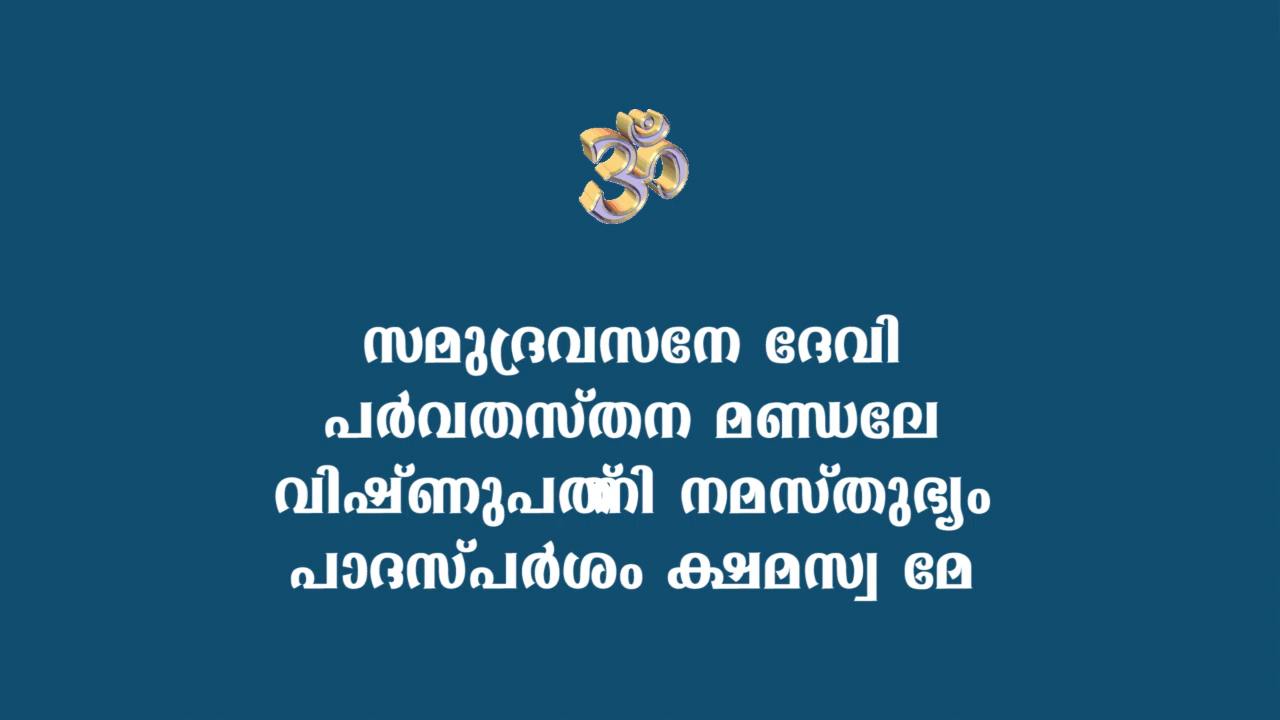 സമുദ്രവസനേ ദേവി
പർവതസ്തന മണ്ഡലേ
വിഷ്ണുപത്നി നമസ്തുഭ്യം
പാദസ്പർശം ക്ഷമസ്വ മേ